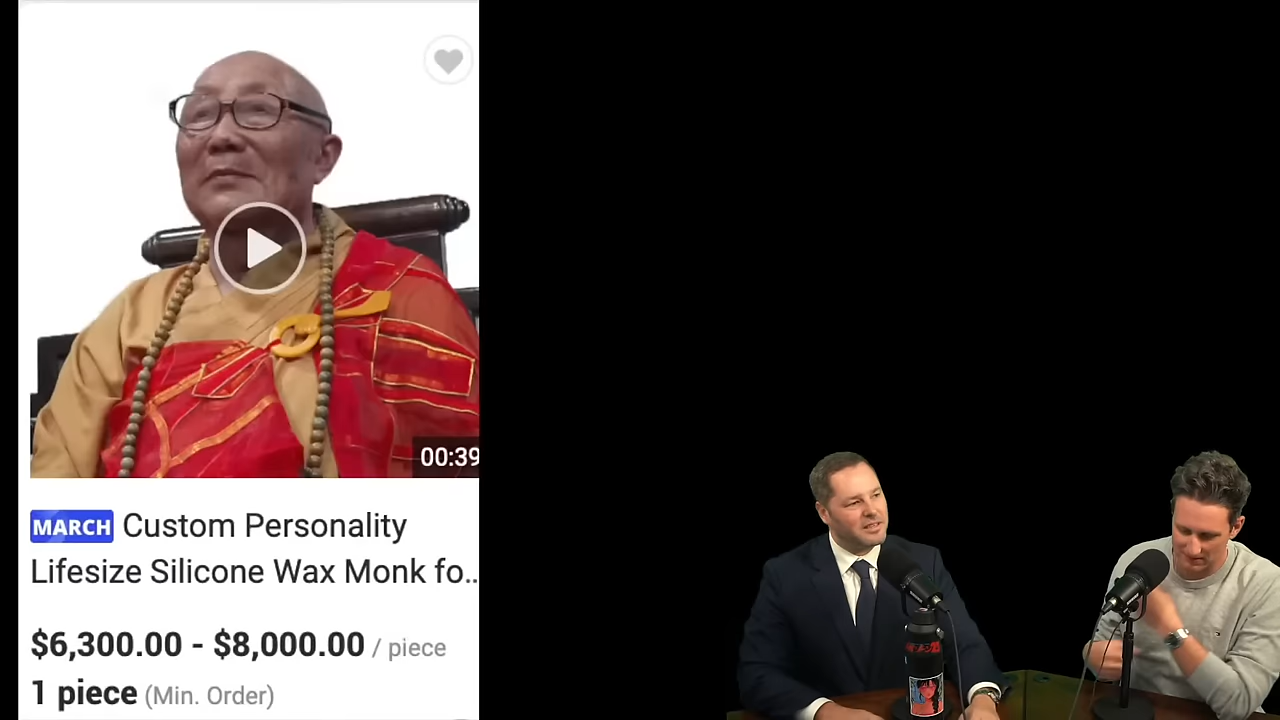 00:39
MARCH Custom Personality
Lifesize Silicone Wax Monk fo..
$6,300.00 - $8,000.00 / piece
1 piece (Min. Order)